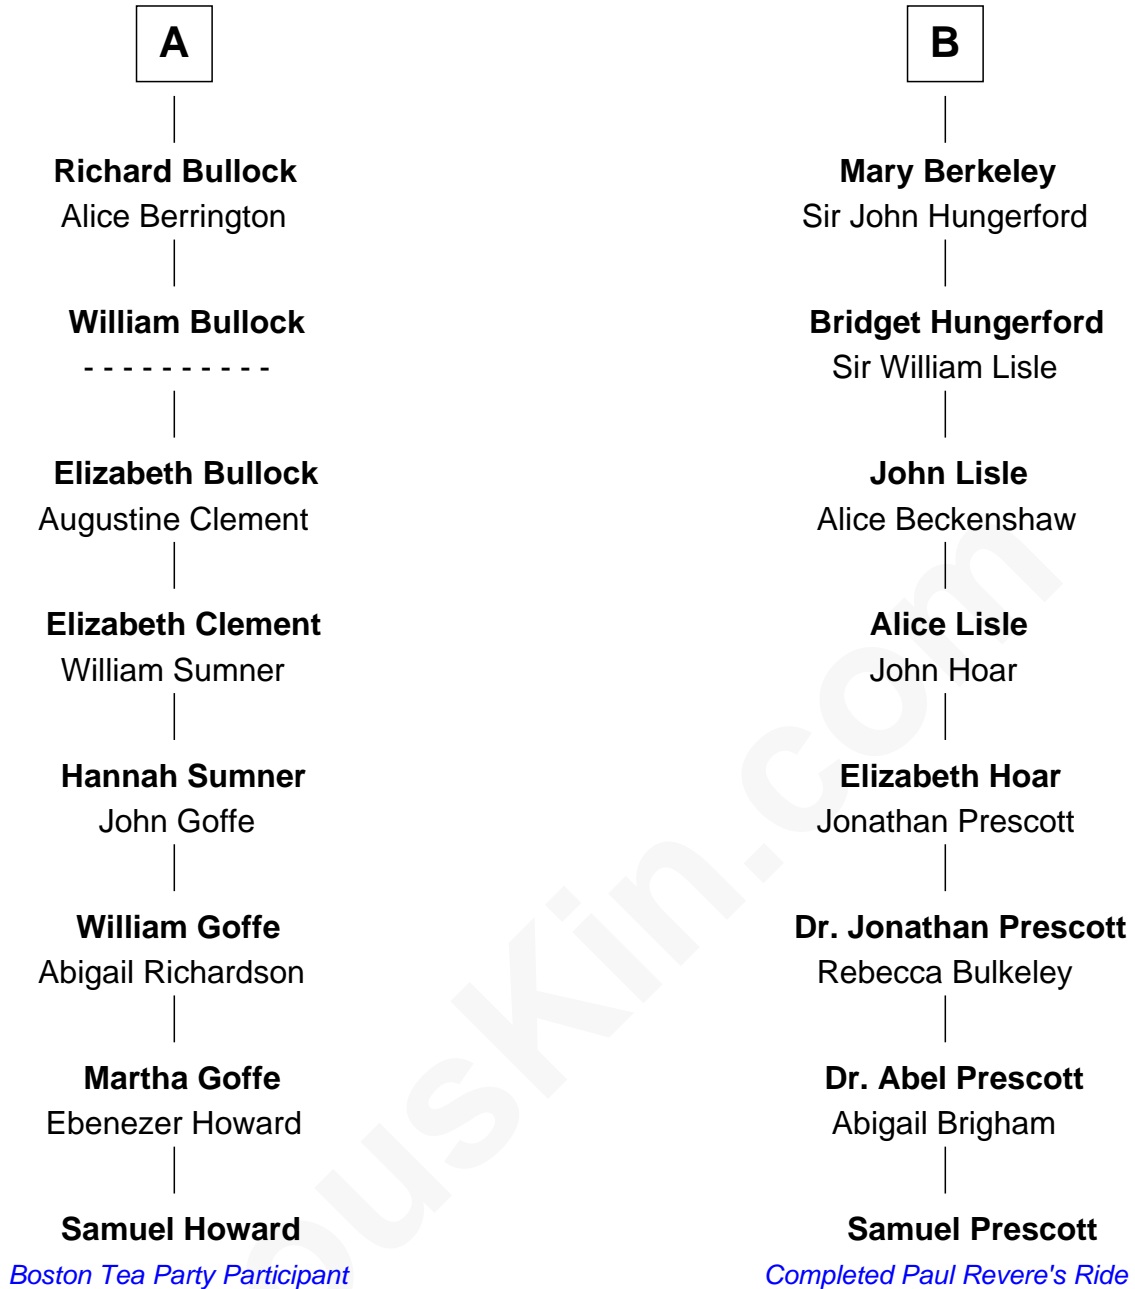 A
Richard Bullock
Alice Berrington
William Bullock
- - - - - - - - - -
Elizabeth Bullock
Augustine Clement
Elizabeth Clement
William Sumner
Hannah Sumner
John Goffe
William Goffe
Abigail Richardson
Martha Goffe
Ebenezer Howard
Samuel Howard
Boston Tea Party Participant
B
Mary Berkeley
Sir John Hungerford
Bridget Hungerford
Sir William Lisle
John Lisle
Alice Beckenshaw
Alice Lisle
John Hoar
Elizabeth Hoar
Jonathan Prescott
Dr. Jonathan Prescott
Rebecca Bulkeley
Dr. Abel Prescott
Abigail Brigham
Samuel Prescott
Completed Paul Revere's Ride
ousKin.com